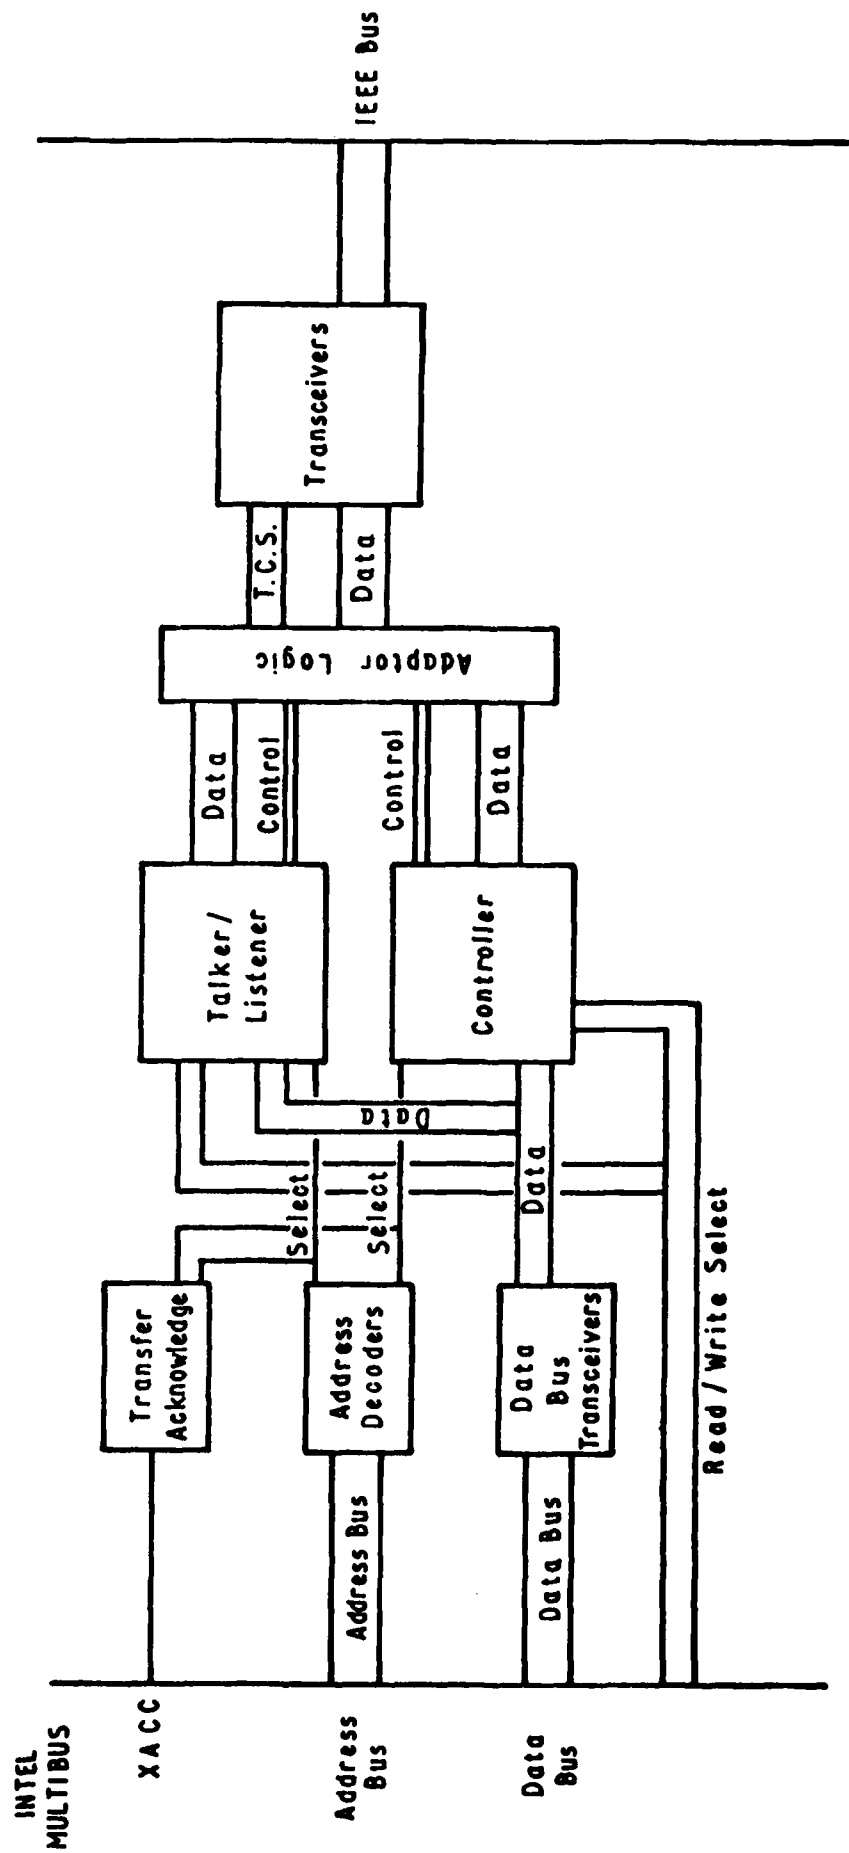 INTEL
MULTIBUS
XACC
Address
Bus
Data
Bus
Address Bus
Data Bus
Read/Write Select
Transfer
Acknowledge
Address
Decoders
Data
Bus
Transceivers
Select
Select
Data
Data
Talker/
Listener
Controller
Data
Control
Control
Data
Adaptor Logic
T.C.S.
Data
Transceivers
IEEE Bus